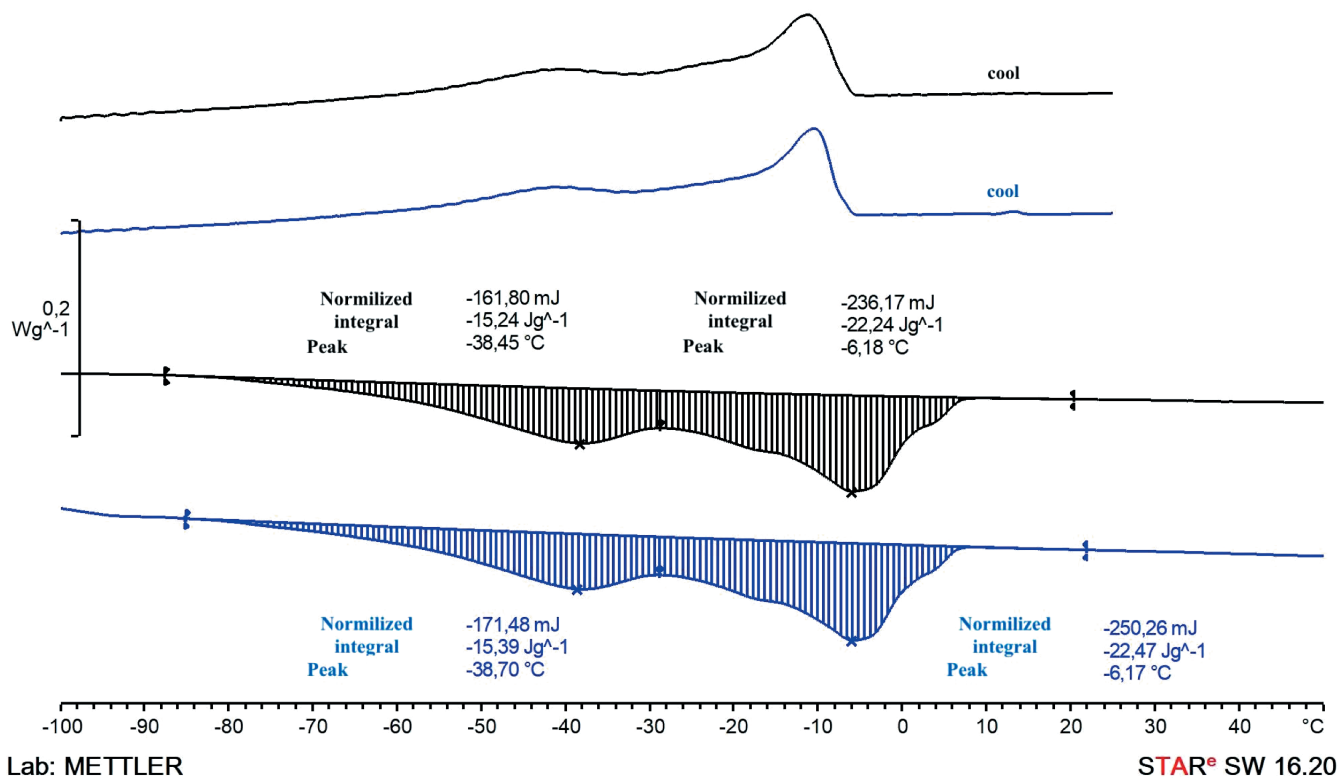 cool
cool
0,2
Wg^-1
Normilized -161,80 mJ
integral -15,24 Jg^-1
Peak -38,45 °C
Normilized -236,17 mJ
integral -22,24 Jg^-1
Peak -6,18 °C
Normilized -171,48 mJ
integral -15,39 Jg^-1
Peak -38,70 °C
Normilized -250,26 mJ
integral -22,47 Jg^-1
Peak -6,17 °C
-100 -90 -80 -70 -60 -50 -40 -30 -20 -10 0 10 20 30 40 °C
Lab: METTLER STARe SW 16.20